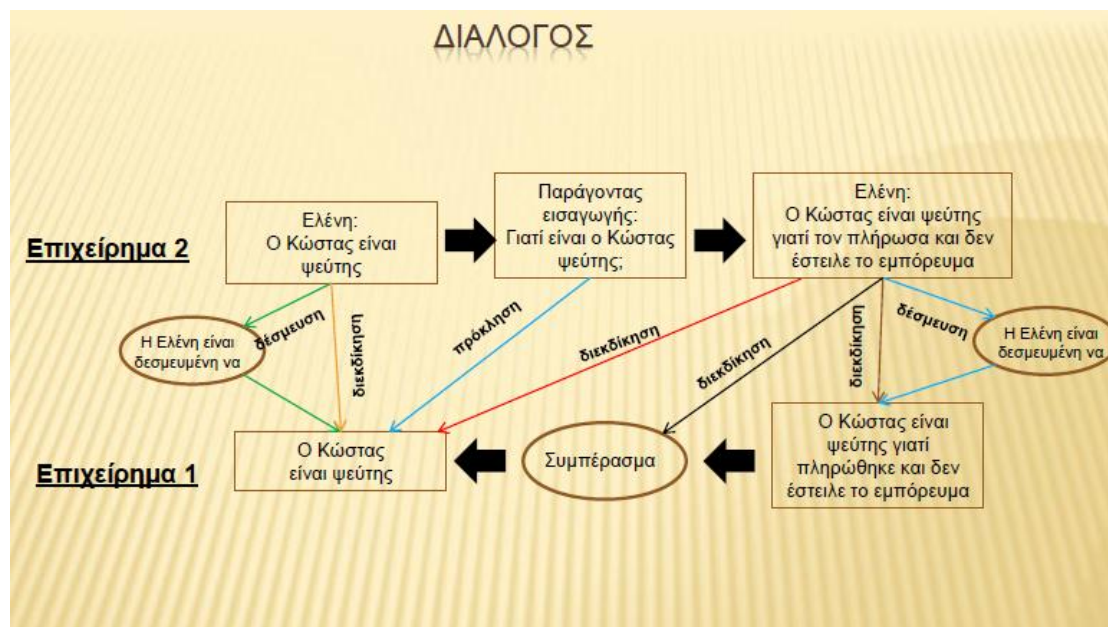 ΔΙΑΛΟΓΟΣ
Επιχείρημα 2
Ελένη:
Ο Κώστας είναι
ψεύτης
Παράγοντας
εισαγωγής:
Γιατί είναι ο Κώστας
ψεύτης;
Ελένη:
Ο Κώστας είναι ψεύτης
γιατί τον πλήρωσα και δεν
έστειλε το εμπόρευμα
Η Ελένη είναι
δεσμευμένη να
δέσμευση
διεκδίκηση
πρόκληση
διεκδίκηση
διεκδίκηση
διεκδίκηση
δέσμευση
Η Ελένη είναι
δεσμευμένη να
Επιχείρημα 1
Ο Κώστας
είναι ψεύτης
Συμπέρασμα
Ο Κώστας είναι
ψεύτης γιατί
πληρώθηκε και δεν
έστειλε το εμπόρευμα